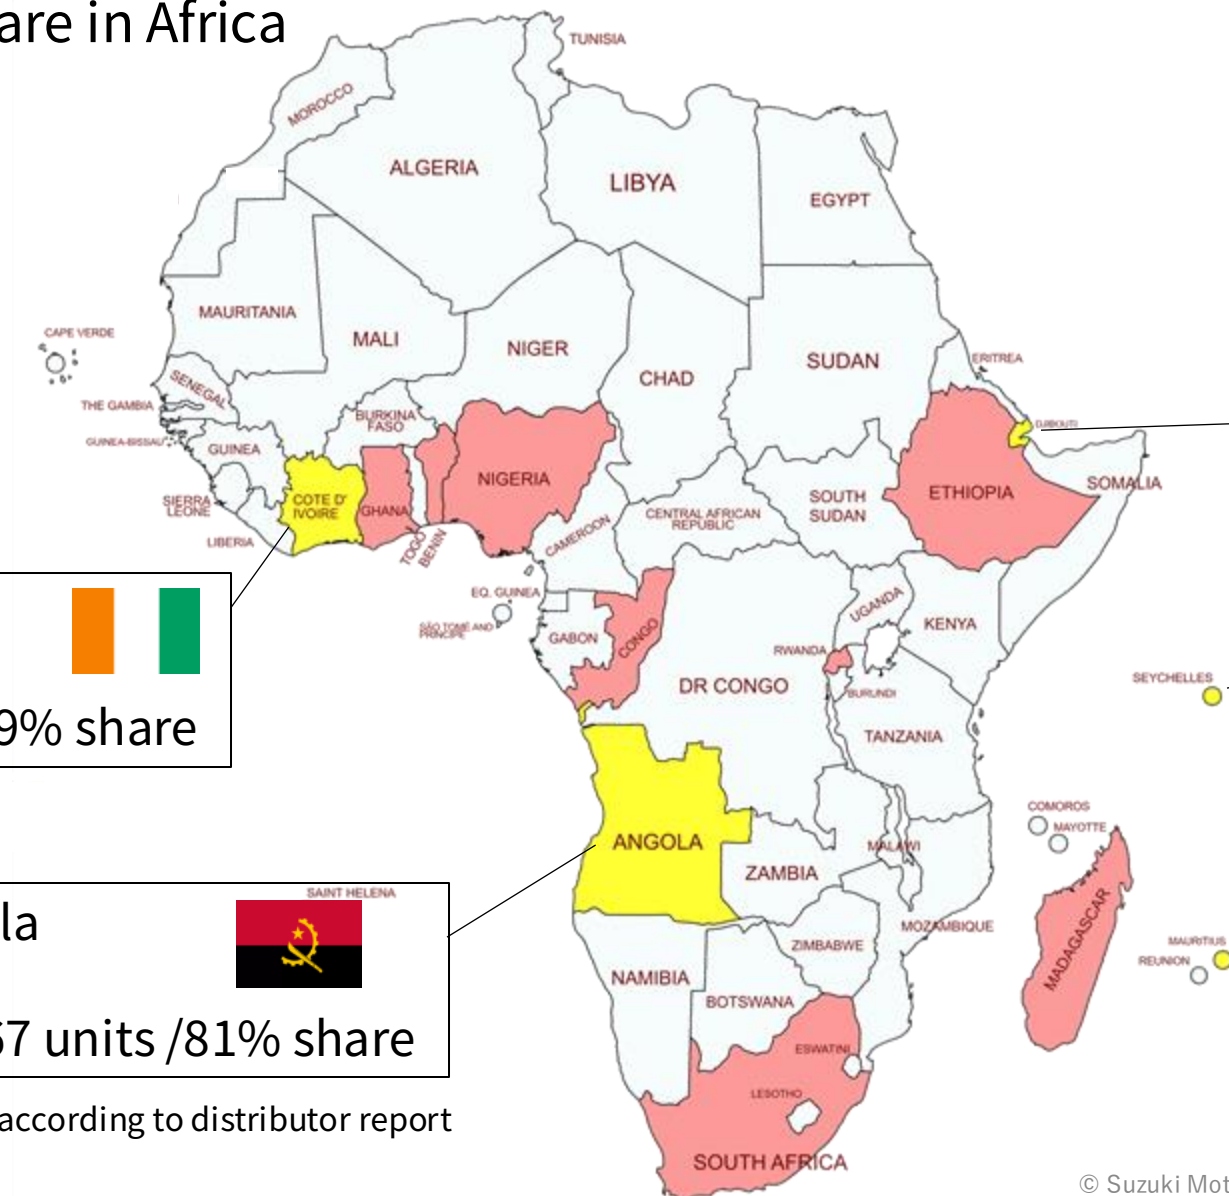 are in Africa
TUNISIA
MOROCCO
ALGERIA
LIBYA
EGYPT
MAURITANIA
CAPE VERDE
MALI
NIGER
CHAD
SUDAN
ERITREA
SENEGAL
THE GAMBIA
BURKINA
FASO
DJIBOUTI
GUINEA-BISSAU
GUINEA
NIGERIA
SOMALIA
ETHIOPIA
COTE D'
IVOIRE
GHANA
SIERRA
LEONE
SOUTH
SUDAN
CENTRAL AFRICAN
REPUBLIC
CAMEROON
LIBERIA
TOGO
BENIN
EQ. GUINEA
UGANDA
KENYA
SÃO TOMÉ AND
PRINCIPE
GABON
CONGO
RWANDA
DR CONGO
BURUNDI
SEYCHELLES
9% share
TANZANIA
COMOROS
MAYOTTE
ANGOLA
MALAWI
ZAMBIA
SAINT HELENA
la
MOZAMBIQUE
MADAGASCAR
ZIMBABWE
MAURITIUS
REUNION
NAMIBIA
BOTSWANA
67 units /81% share
ESWATINI
LESOTHO
according to distributor report
SOUTH AFRICA
© Suzuki Mot